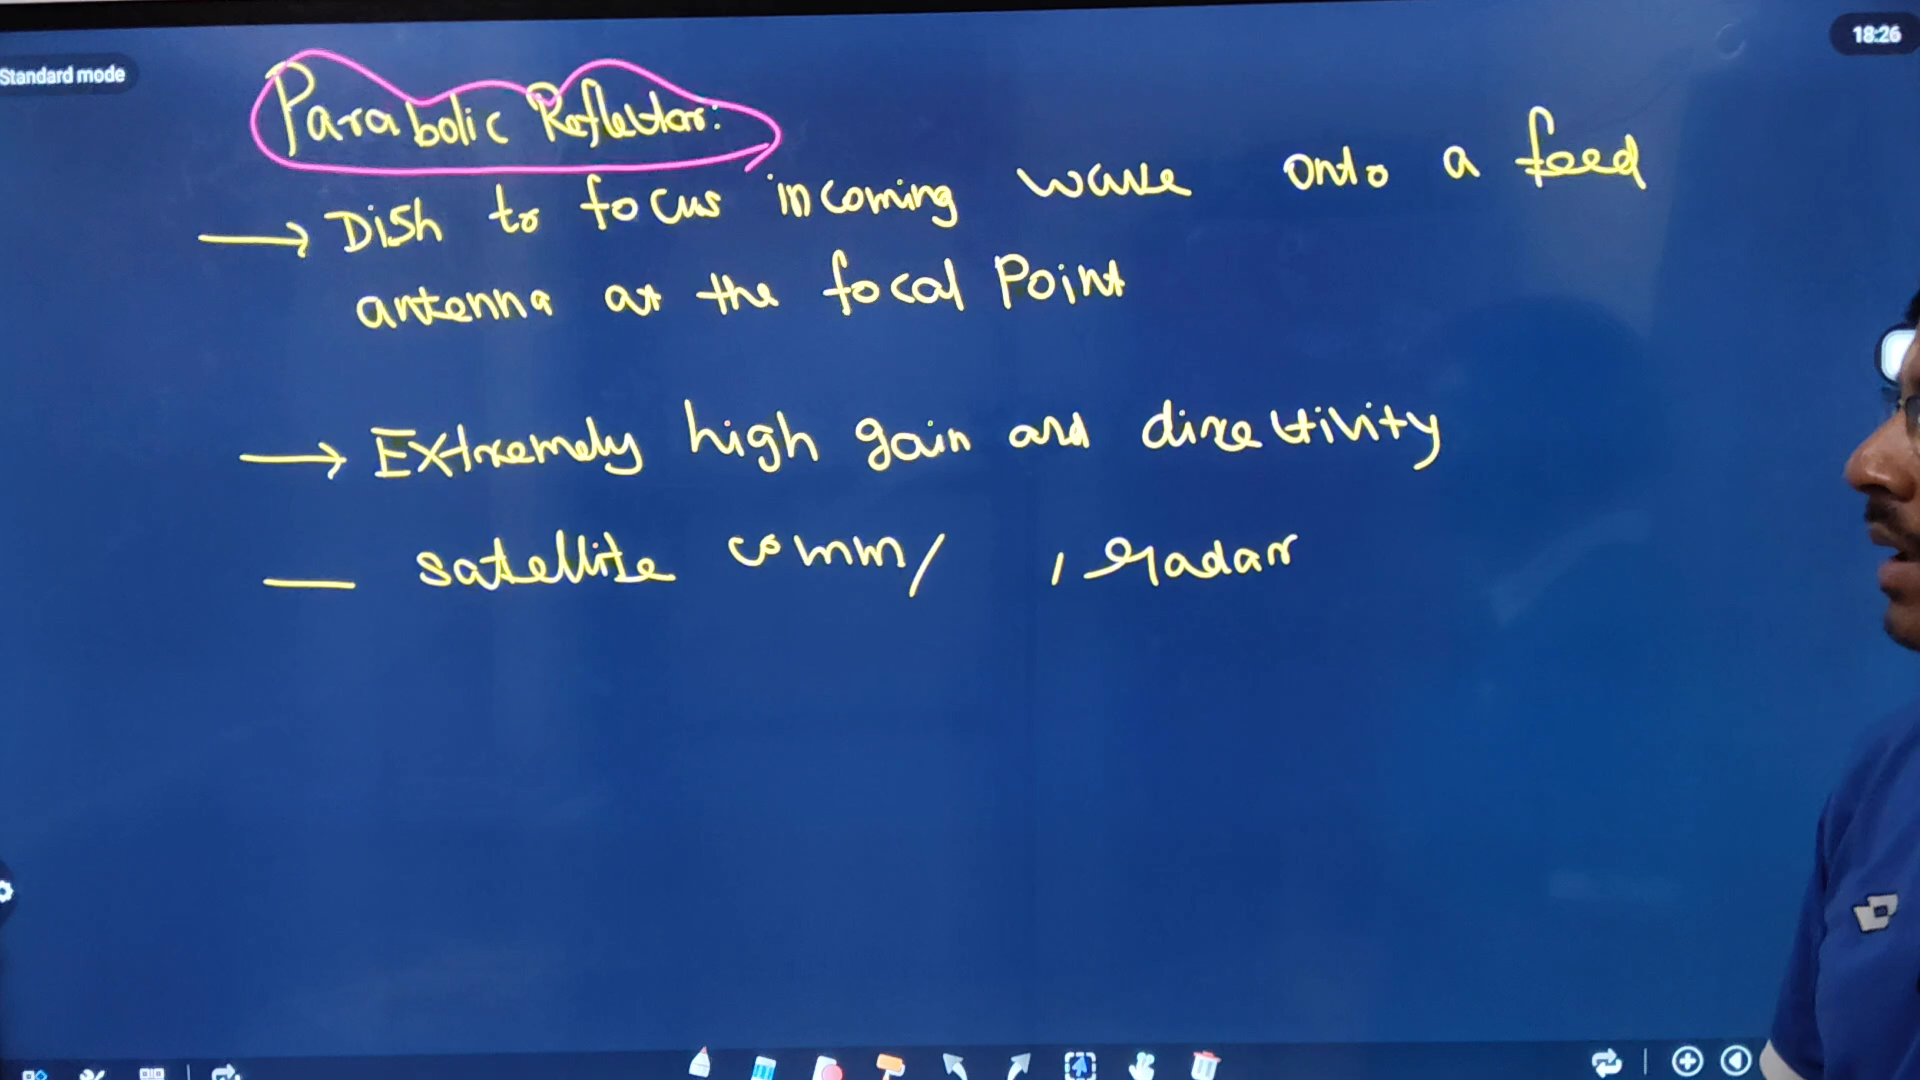 18:26
Standard mode
Parabolic Reflector:
→ Dish to focus incoming wave onto a feed
antenna at the focal Point
→ Extremely high gain and directivity
— satellite comm/ , radar